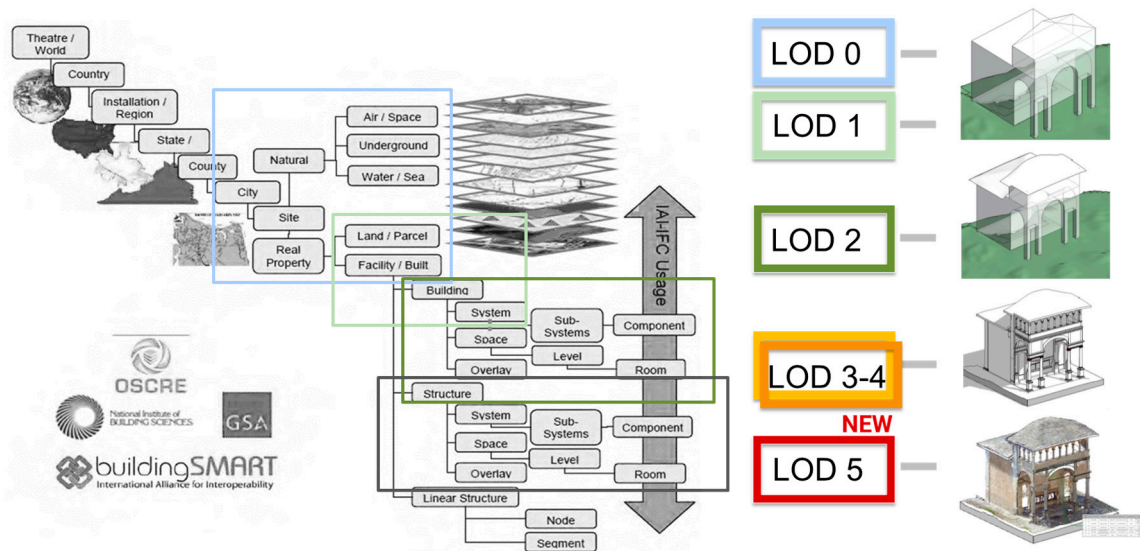 Theatre /
World
Country
Installation /
Region
State /
County
City
Natural
Site
Real
Property
Air / Space
Underground
Water / Sea
Land / Parcel
Facility / Built
Building
System
Space
Overlay
Sub-
Systems
Component
Level
Room
Structure
System
Space
Overlay
Sub-
Systems
Component
Level
Room
Linear Structure
Node
Segment
IAI-IFC Usage
OSCRE
National Institute of
BUILDING SCIENCES
GSA
buildingSMART
International Alliance for Interoperability
LOD 0
LOD 1
LOD 2
LOD 3-4
NEW
LOD 5